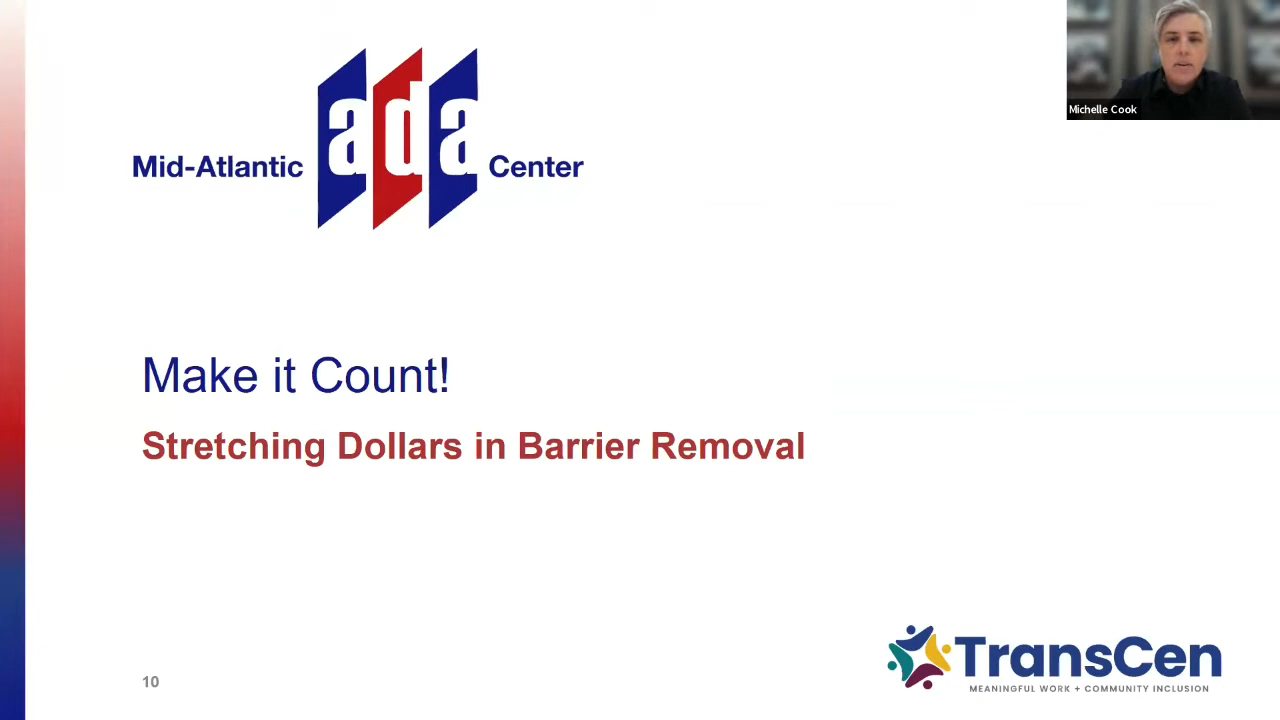 Mid-Atlantic ada Center
Michelle Cook
Make it Count!
Stretching Dollars in Barrier Removal
TransCen
MEANINGFUL WORK + COMMUNITY INCLUSION
10